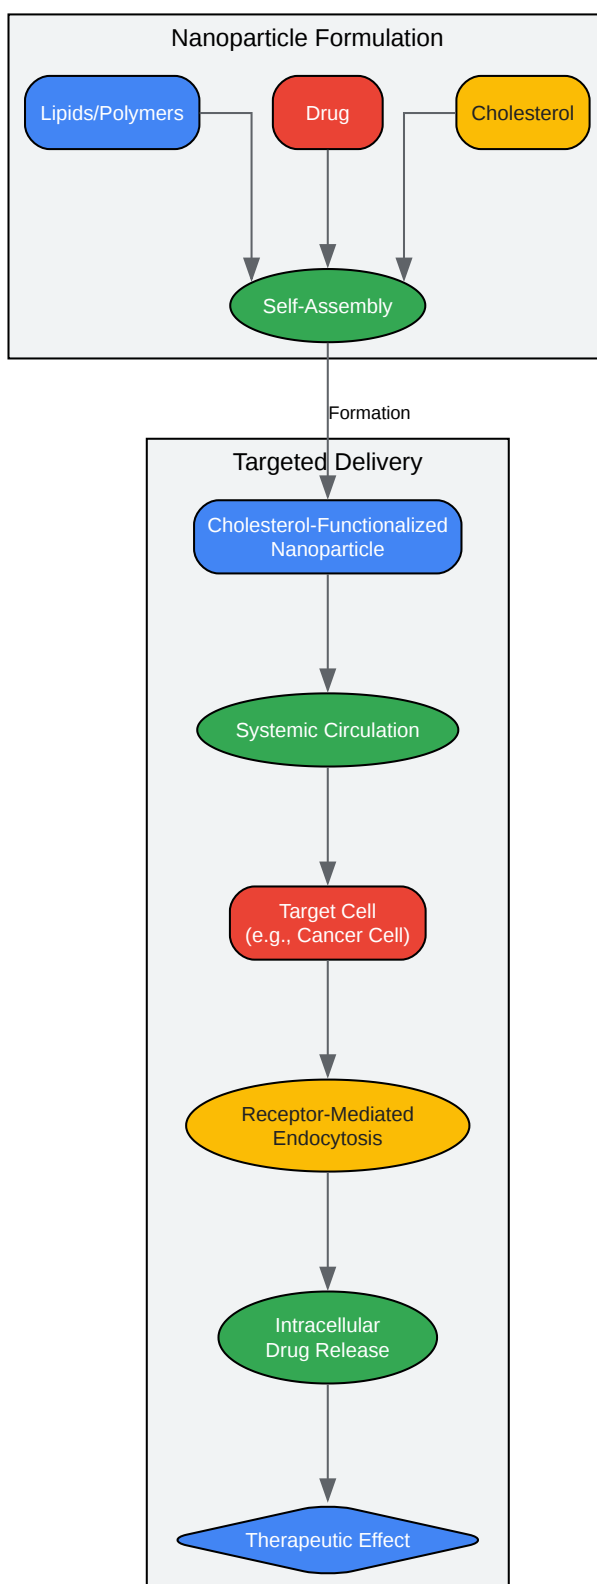 Nanoparticle Formulation
Lipids/Polymers
Drug
Cholesterol
Self-Assembly
Formation
Targeted Delivery
Cholesterol-Functionalized
Nanoparticle
Systemic Circulation
Target Cell
(e.g., Cancer Cell)
Receptor-Mediated
Endocytosis
Intracellular
Drug Release
Therapeutic Effect